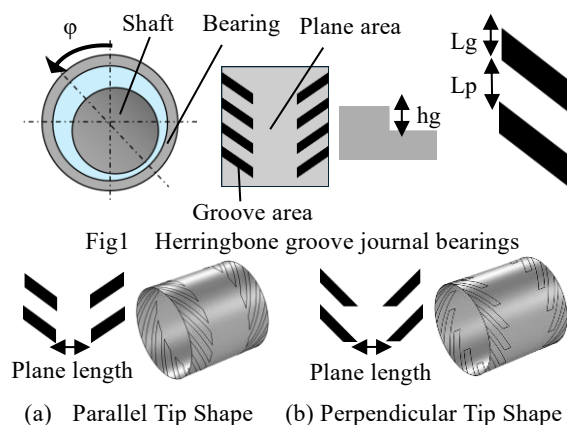 φ
Shaft
Bearing
Plane area
Lg
Lp
hg
Groove area
Fig1 Herringbone groove journal bearings
Plane length
Plane length
(a) Parallel Tip Shape
(b) Perpendicular Tip Shape